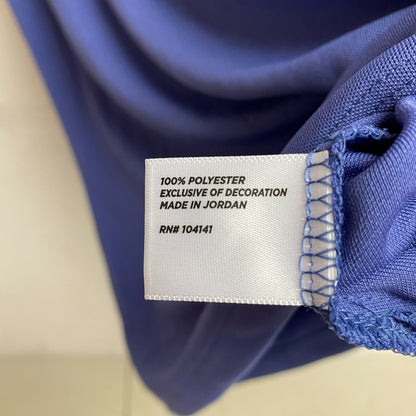 100% POLYESTER
EXCLUSIVE OF DECORATION
MADE IN JORDAN
RN# 104141